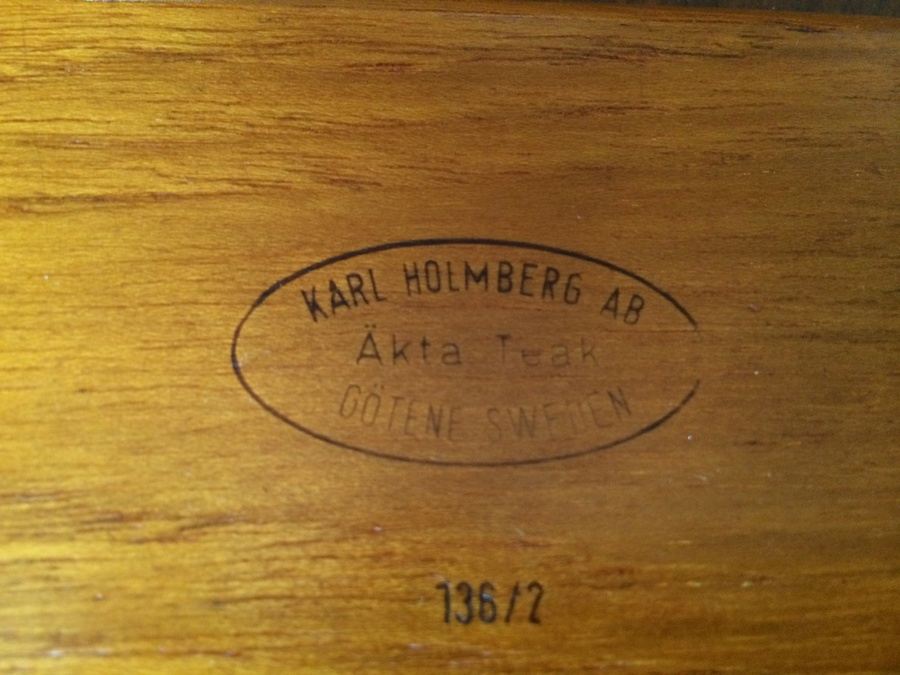 KARL HOLMBERG AB
Äkta Teak
GÖTENE SWEDEN
136/2